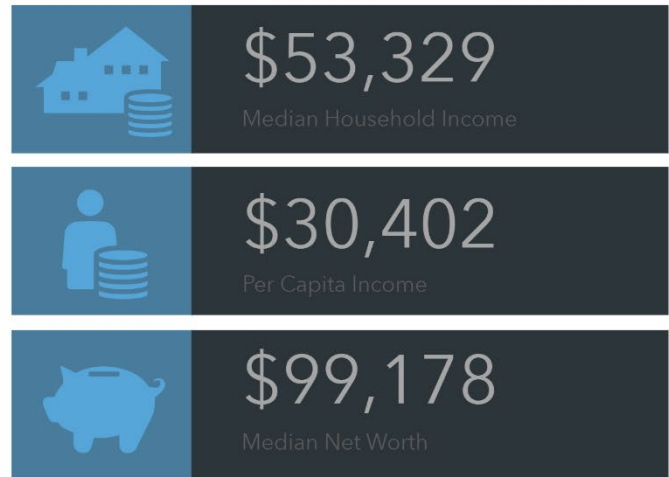 $53,329
Median Household Income
$30,402
Per Capita Income
$99,178
Median Net Worth